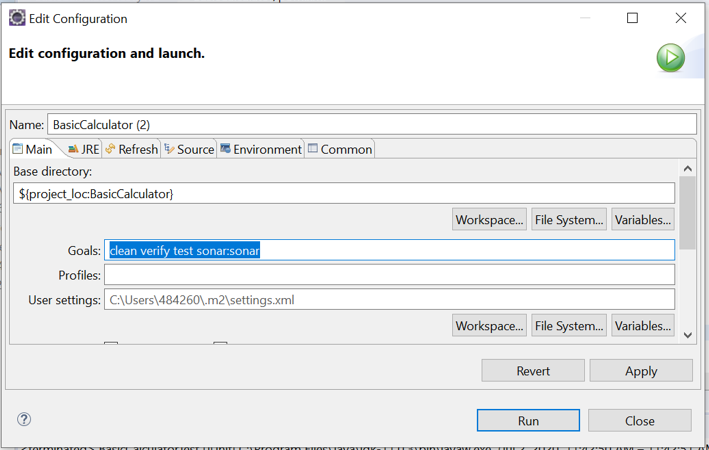 Edit Configuration
Edit configuration and launch.
Name: BasicCalculator (2)
Main JRE Refresh Source Environment Common
Base directory:
${project_loc:BasicCalculator}
Workspace... File System... Variables...
Goals: clean verify test sonar:sonar
Profiles:
User settings: C:\Users\484260\.m2\settings.xml
Workspace... File System... Variables...
Revert Apply
Run Close